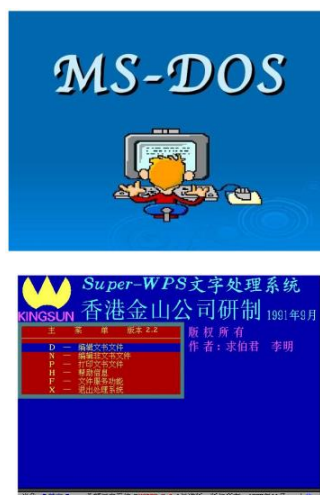 MS-DOS
Super-WPS文字处理系统
KINGSUN
香港金山公司研制 1991年9月
主 菜 单 版本 2.2
版权所有
作者：求伯君 李明
D — 编辑文书文件
N — 编辑非文书文件
P — 打印文书文件
H — 帮助信息
F — 文件服务功能
X — 退出处理系统